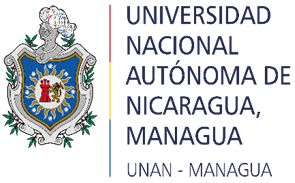 UNIVERSIDAD
NACIONAL
AUTÓNOMA DE
NICARAGUA,
MANAGUA
UNAN - MANAGUA